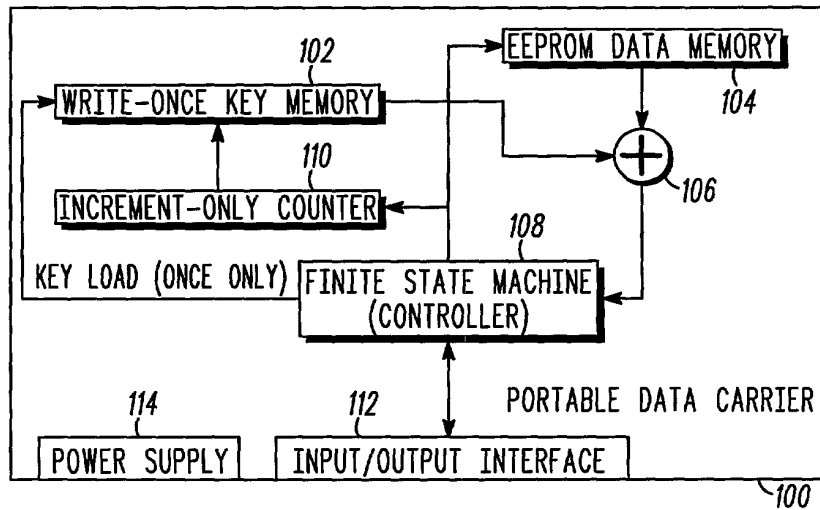 EEPROM DATA MEMORY
104
102
WRITE-ONCE KEY MEMORY
106
110
INCREMENT-ONLY COUNTER
108
KEY LOAD (ONCE ONLY)
FINITE STATE MACHINE
(CONTROLLER)
PORTABLE DATA CARRIER
114
POWER SUPPLY
112
INPUT/OUTPUT INTERFACE
100